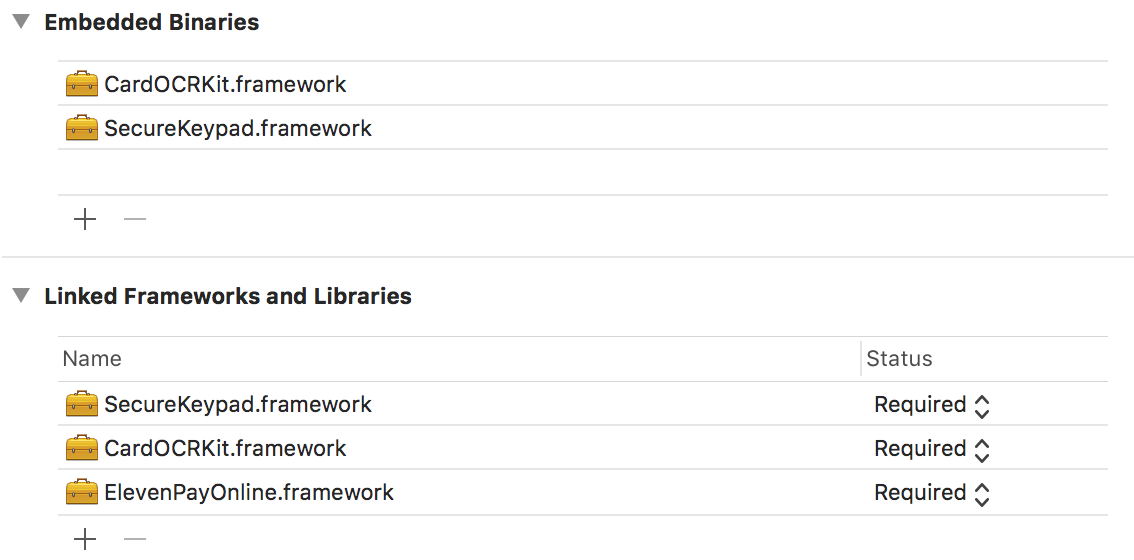 Embedded Binaries
CardOCRKit.framework
SecureKeypad.framework
Linked Frameworks and Libraries
Name Status
SecureKeypad.framework Required
CardOCRKit.framework Required
ElevenPayOnline.framework Required